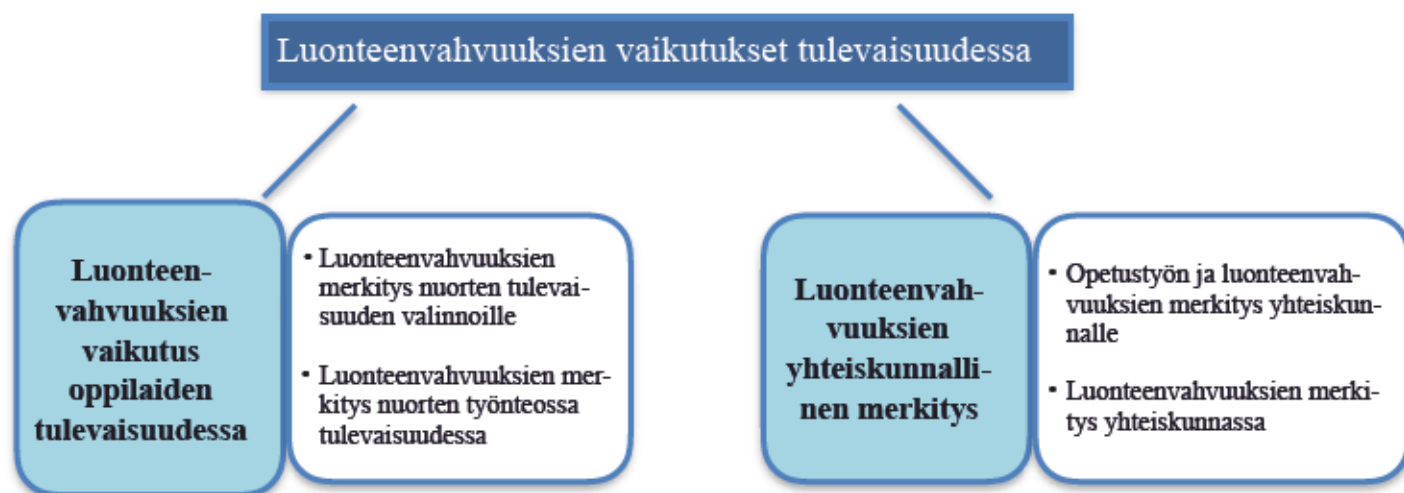 Luonteenvahvuuksien vaikutukset tulevaisuudessa
Luonteen-
vahvuuksien
vaikutus
oppilaiden
tulevaisuudessa
• Luonteenvahvuuksien
merkitys nuorten tulevai-
suuden valinnoille
• Luonteenvahvuuksien mer-
kitys nuorten työnteossa
tulevaisuudessa
Luonteenvah-
vuuksien
yhteiskunnalli-
nen merkitys
• Opetustyön ja luonteenvah-
vuuksien merkitys yhteiskun-
nalle
• Luonteenvahvuuksien merki-
tys yhteiskunnassa